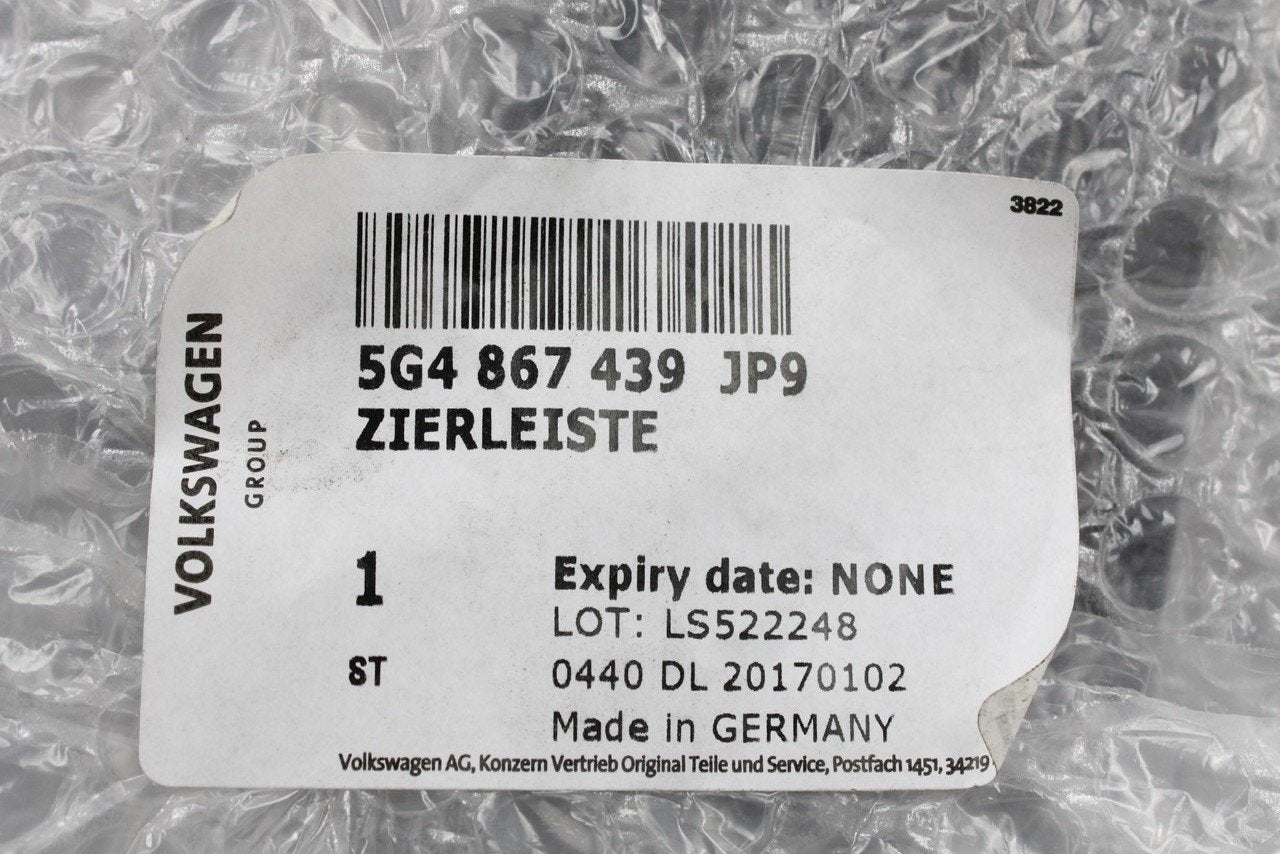 3822
5G4 867 439 JP9
ZIERLEISTE
VOLKSWAGEN
GROUP
1
Expiry date: NONE
LOT: LS522248
ST
0440 DL 20170102
Made in GERMANY
Volkswagen AG, Konzern Vertrieb Original Teile und Service, Postfach 1451, 34219